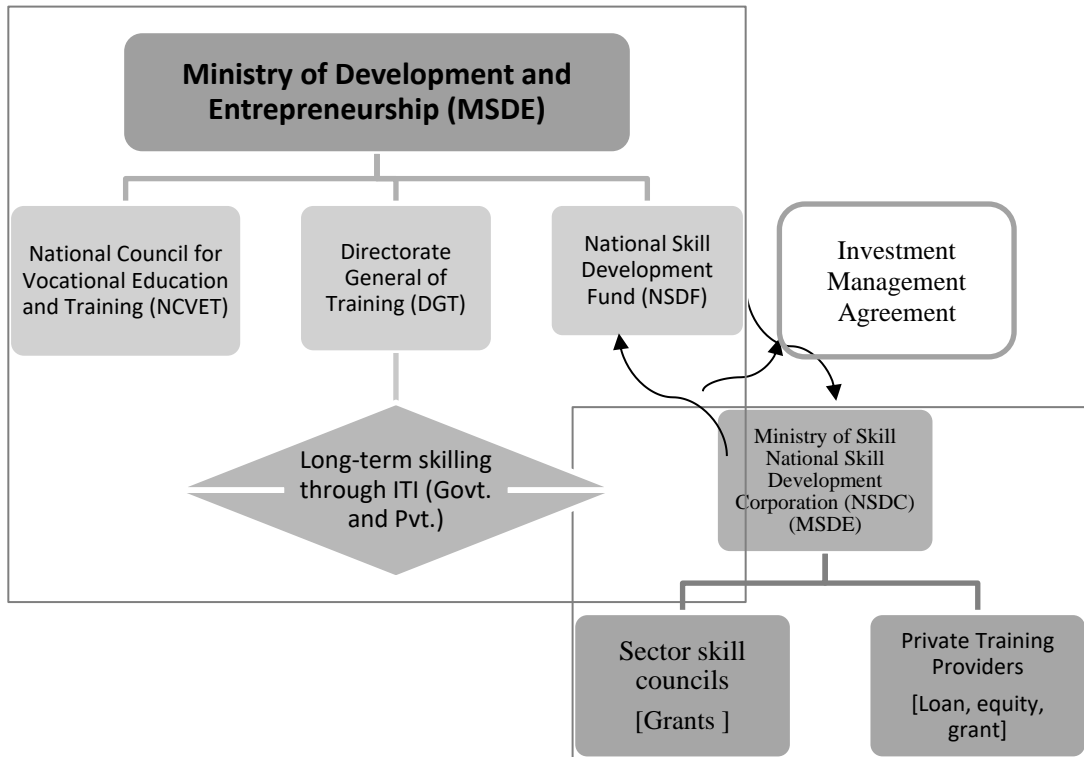 Ministry of Development and
Entrepreneurship (MSDE)
National Council for
Vocational Education
and Training (NCVET)
Directorate
General of
Training (DGT)
National Skill
Development
Fund (NSDF)
Investment
Management
Agreement
Long-term skilling
through ITI (Govt.
and Pvt.)
Ministry of Skill
National Skill
Development
Corporation (NSDC)
(MSDE)
Sector skill
councils
[Grants ]
Private Training
Providers
[Loan, equity,
grant]